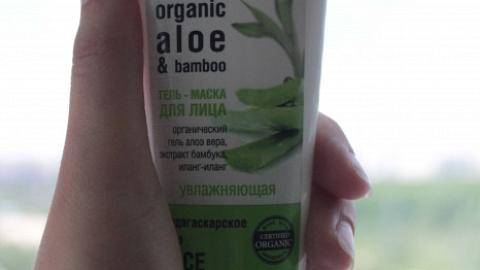 organic
aloe
& bamboo
ГЕЛЬ - МАСКА
ДЛЯ ЛИЦА
органический
гель алоэ вера,
экстракт бамбука,
иланг-иланг
увлажняющая
CERTIFIED
ORGANIC